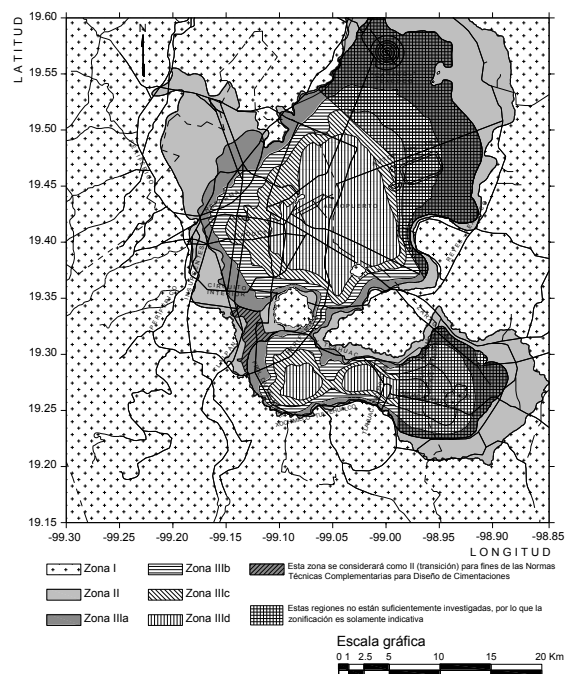 LATITUD
N
19.60
19.55
19.50
19.45
19.40
19.35
19.30
19.25
19.20
19.15
AEROPUERTO
CIRCUITO
INTERIOR
-99.30 -99.25 -99.20 -99.15 -99.10 -99.05 -99.00 -98.95 -98.90 -98.85
LONGITUD
Zona I
Zona II
Zona IIIa
Zona IIIb
Zona IIIc
Zona IIId
Esta zona se considerará como II (transición) para fines de las Normas
Técnicas Complementarias para Diseño de Cimentaciones
Estas regiones no están suficientemente investigadas, por lo que la
zonificación es solamente indicativa
Escala gráfica
0 1 2.5 5 10 15 20 Km